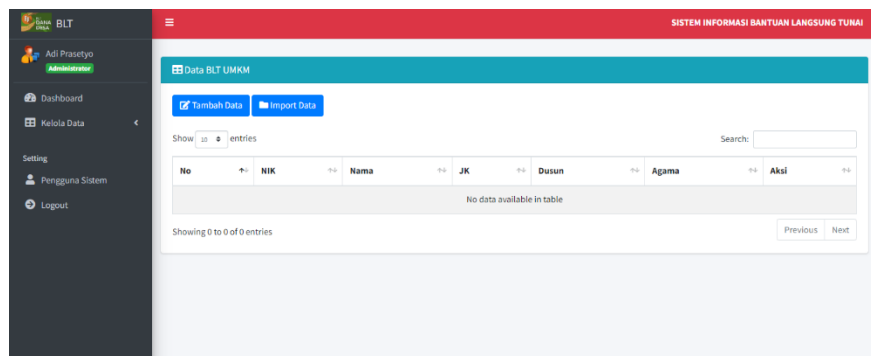 DANA DESA BLT
SISTEM INFORMASI BANTUAN LANGSUNG TUNAI
Adi Prasetyo
Administrator
Dashboard
Kelola Data
Setting
Pengguna Sistem
Logout
Data BLT UMKM
Tambah Data Import Data
Show 10 entries Search:
No NIK Nama JK Dusun Agama Aksi
No data available in table
Showing 0 to 0 of 0 entries Previous Next